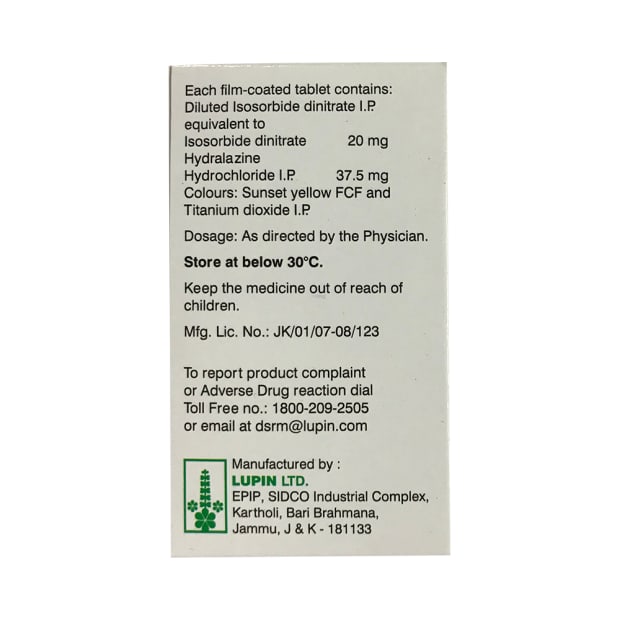 Each film-coated tablet contains:
Diluted Isosorbide dinitrate I.P.
equivalent to
Isosorbide dinitrate 20 mg
Hydralazine
Hydrochloride I.P. 37.5 mg
Colours: Sunset yellow FCF and
Titanium dioxide I.P.
Dosage: As directed by the Physician.
Store at below 30°C.
Keep the medicine out of reach of
children.
Mfg. Lic. No.: JK/01/07-08/123
To report product complaint
or Adverse Drug reaction dial
Toll Free no.: 1800-209-2505
or email at dsrm@lupin.com
Manufactured by :
LUPIN LTD.
EPIP, SIDCO Industrial Complex,
Kartholi, Bari Brahmana,
Jammu, J & K - 181133